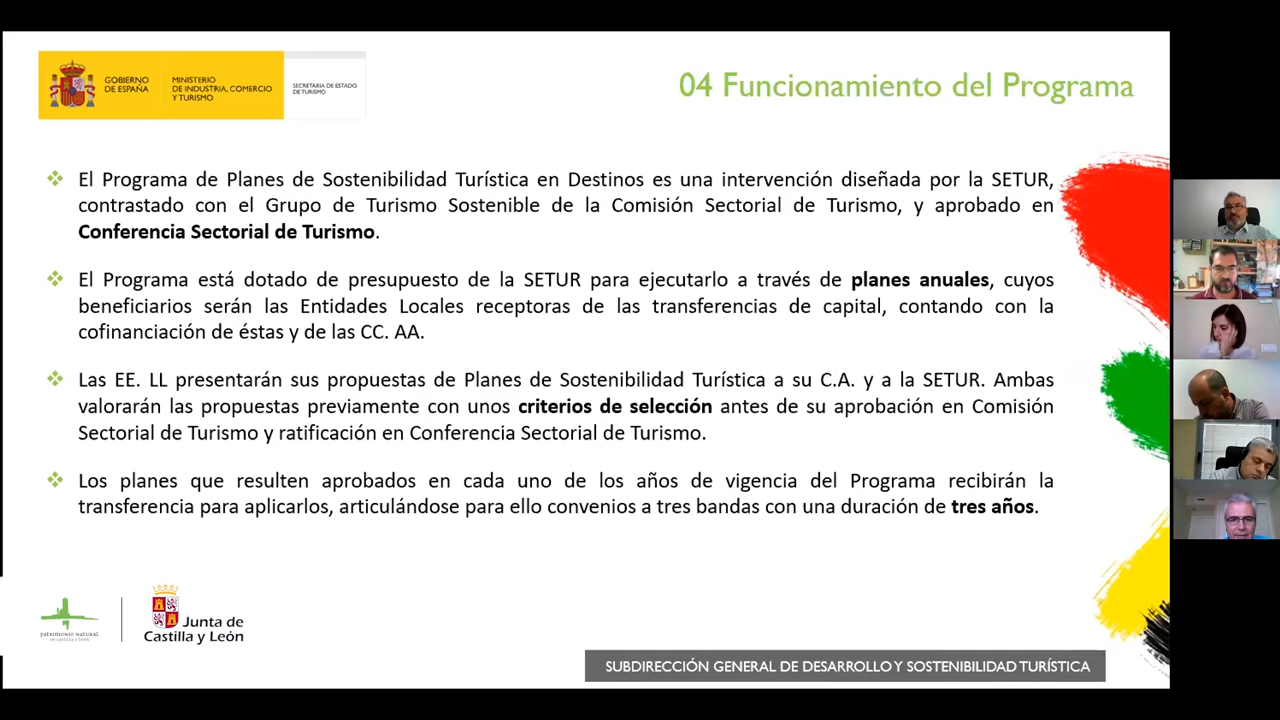 GOBIERNO
DE ESPAÑA
MINISTERIO
DE INDUSTRIA, COMERCIO
Y TURISMO
SECRETARIA DE ESTADO
DE TURISMO
04 Funcionamiento del Programa
El Programa de Planes de Sostenibilidad Turística en Destinos es una intervención diseñada por la SETUR,
contrastado con el Grupo de Turismo Sostenible de la Comisión Sectorial de Turismo, y aprobado en
Conferencia Sectorial de Turismo.
El Programa está dotado de presupuesto de la SETUR para ejecutarlo a través de planes anuales, cuyos
beneficiarios serán las Entidades Locales receptoras de las transferencias de capital, contando con la
cofinanciación de éstas y de las CC. AA.
Las EE. LL presentarán sus propuestas de Planes de Sostenibilidad Turística a su C.A. y a la SETUR. Ambas
valorarán las propuestas previamente con unos criterios de selección antes de su aprobación en Comisión
Sectorial de Turismo y ratificación en Conferencia Sectorial de Turismo.
Los planes que resulten aprobados en cada uno de los años de vigencia del Programa recibirán la
transferencia para aplicarlos, articulándose para ello convenios a tres bandas con una duración de tres años.
PATRIMONIO NATURAL
de castilla y león
Junta de
Castilla y León
SUBDIRECCIÓN GENERAL DE DESARROLLO Y SOSTENIBILIDAD TURÍSTICA